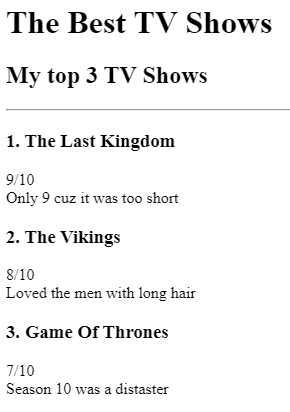 The Best TV Shows
My top 3 TV Shows
1. The Last Kingdom
9/10
Only 9 cuz it was too short
2. The Vikings
8/10
Loved the men with long hair
3. Game Of Thrones
7/10
Season 10 was a distaster